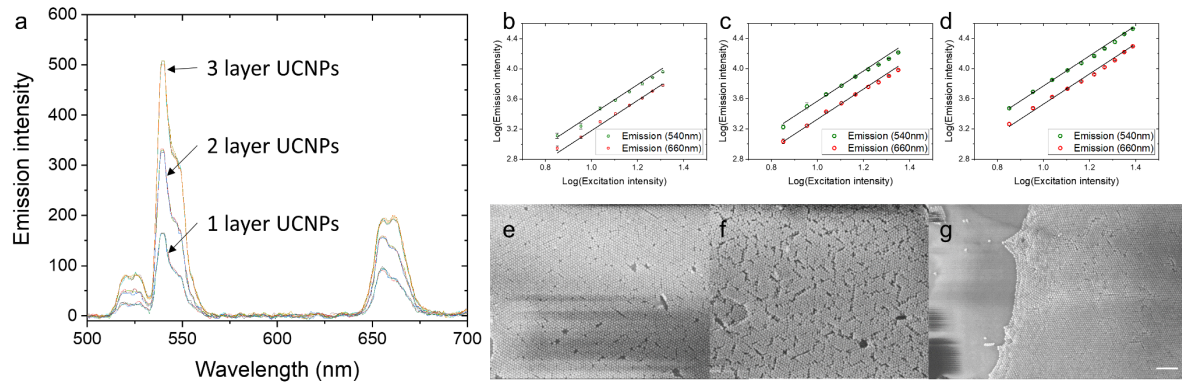 a
Emission intensity
600
500
400
300
200
100
0
3 layer UCNPs
2 layer UCNPs
1 layer UCNPs
500 550 600 650 700
Wavelength (nm)
b
Log(Emission intensity)
4.4
4.0
3.6
3.2
2.8
Emission (540nm)
Emission (660nm)
0.8 1.0 1.2 1.4
Log(Excitation intensity)
c
Log(Emission intensity)
4.4
4.0
3.6
3.2
2.8
Emission (540nm)
Emission (660nm)
0.8 1.0 1.2 1.4
Log(Excitation intensity)
d
Log(Emission intensity)
4.4
4.0
3.6
3.2
2.8
Emission (540nm)
Emission (660nm)
0.8 1.0 1.2 1.4
Log(Excitation intensity)
e
f
g